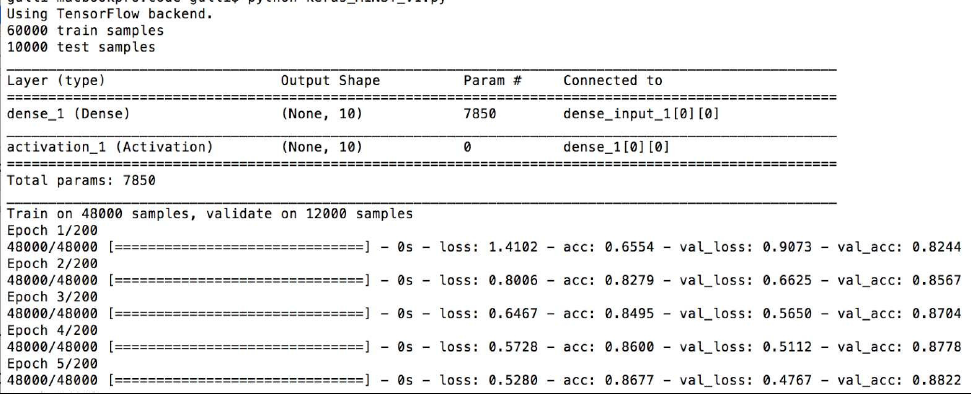 Using TensorFlow backend.
60000 train samples
10000 test samples
Layer (type) Output Shape Param # Connected to
dense_1 (Dense) (None, 10) 7850 dense_input_1[0][0]
activation_1 (Activation) (None, 10) 0 dense_1[0][0]
Total params: 7850
Train on 48000 samples, validate on 12000 samples
Epoch 1/200
48000/48000 [==============================] - 0s - loss: 1.4102 - acc: 0.6554 - val_loss: 0.9073 - val_acc: 0.8244
Epoch 2/200
48000/48000 [==============================] - 0s - loss: 0.8006 - acc: 0.8279 - val_loss: 0.6625 - val_acc: 0.8567
Epoch 3/200
48000/48000 [==============================] - 0s - loss: 0.6467 - acc: 0.8495 - val_loss: 0.5650 - val_acc: 0.8704
Epoch 4/200
48000/48000 [==============================] - 0s - loss: 0.5728 - acc: 0.8600 - val_loss: 0.5112 - val_acc: 0.8778
Epoch 5/200
48000/48000 [==============================] - 0s - loss: 0.5280 - acc: 0.8677 - val_loss: 0.4767 - val_acc: 0.8822